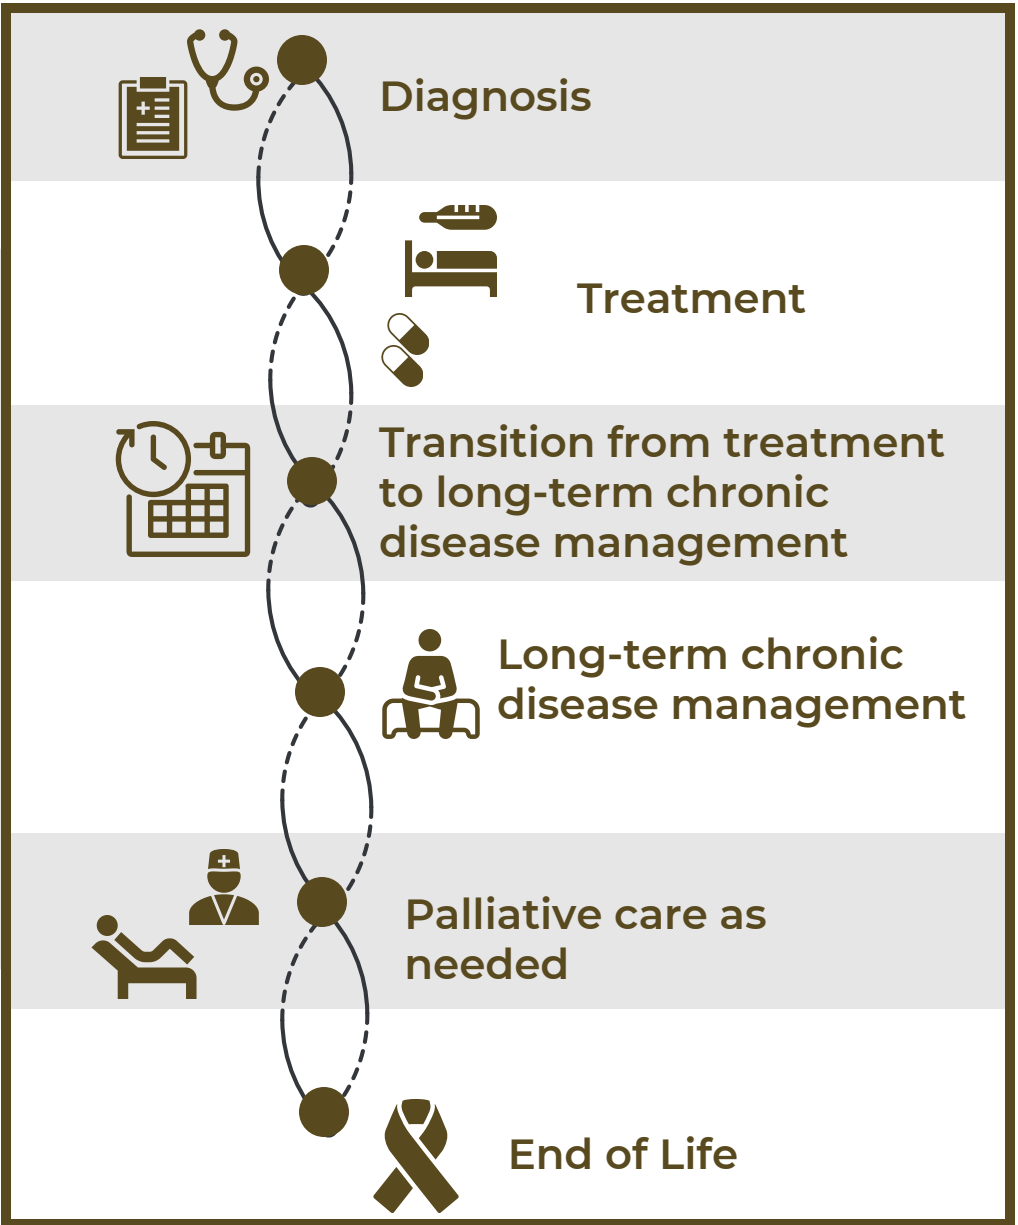 Diagnosis
Treatment
Transition from treatment
to long-term chronic
disease management
Long-term chronic
disease management
Palliative care as
needed
End of Life